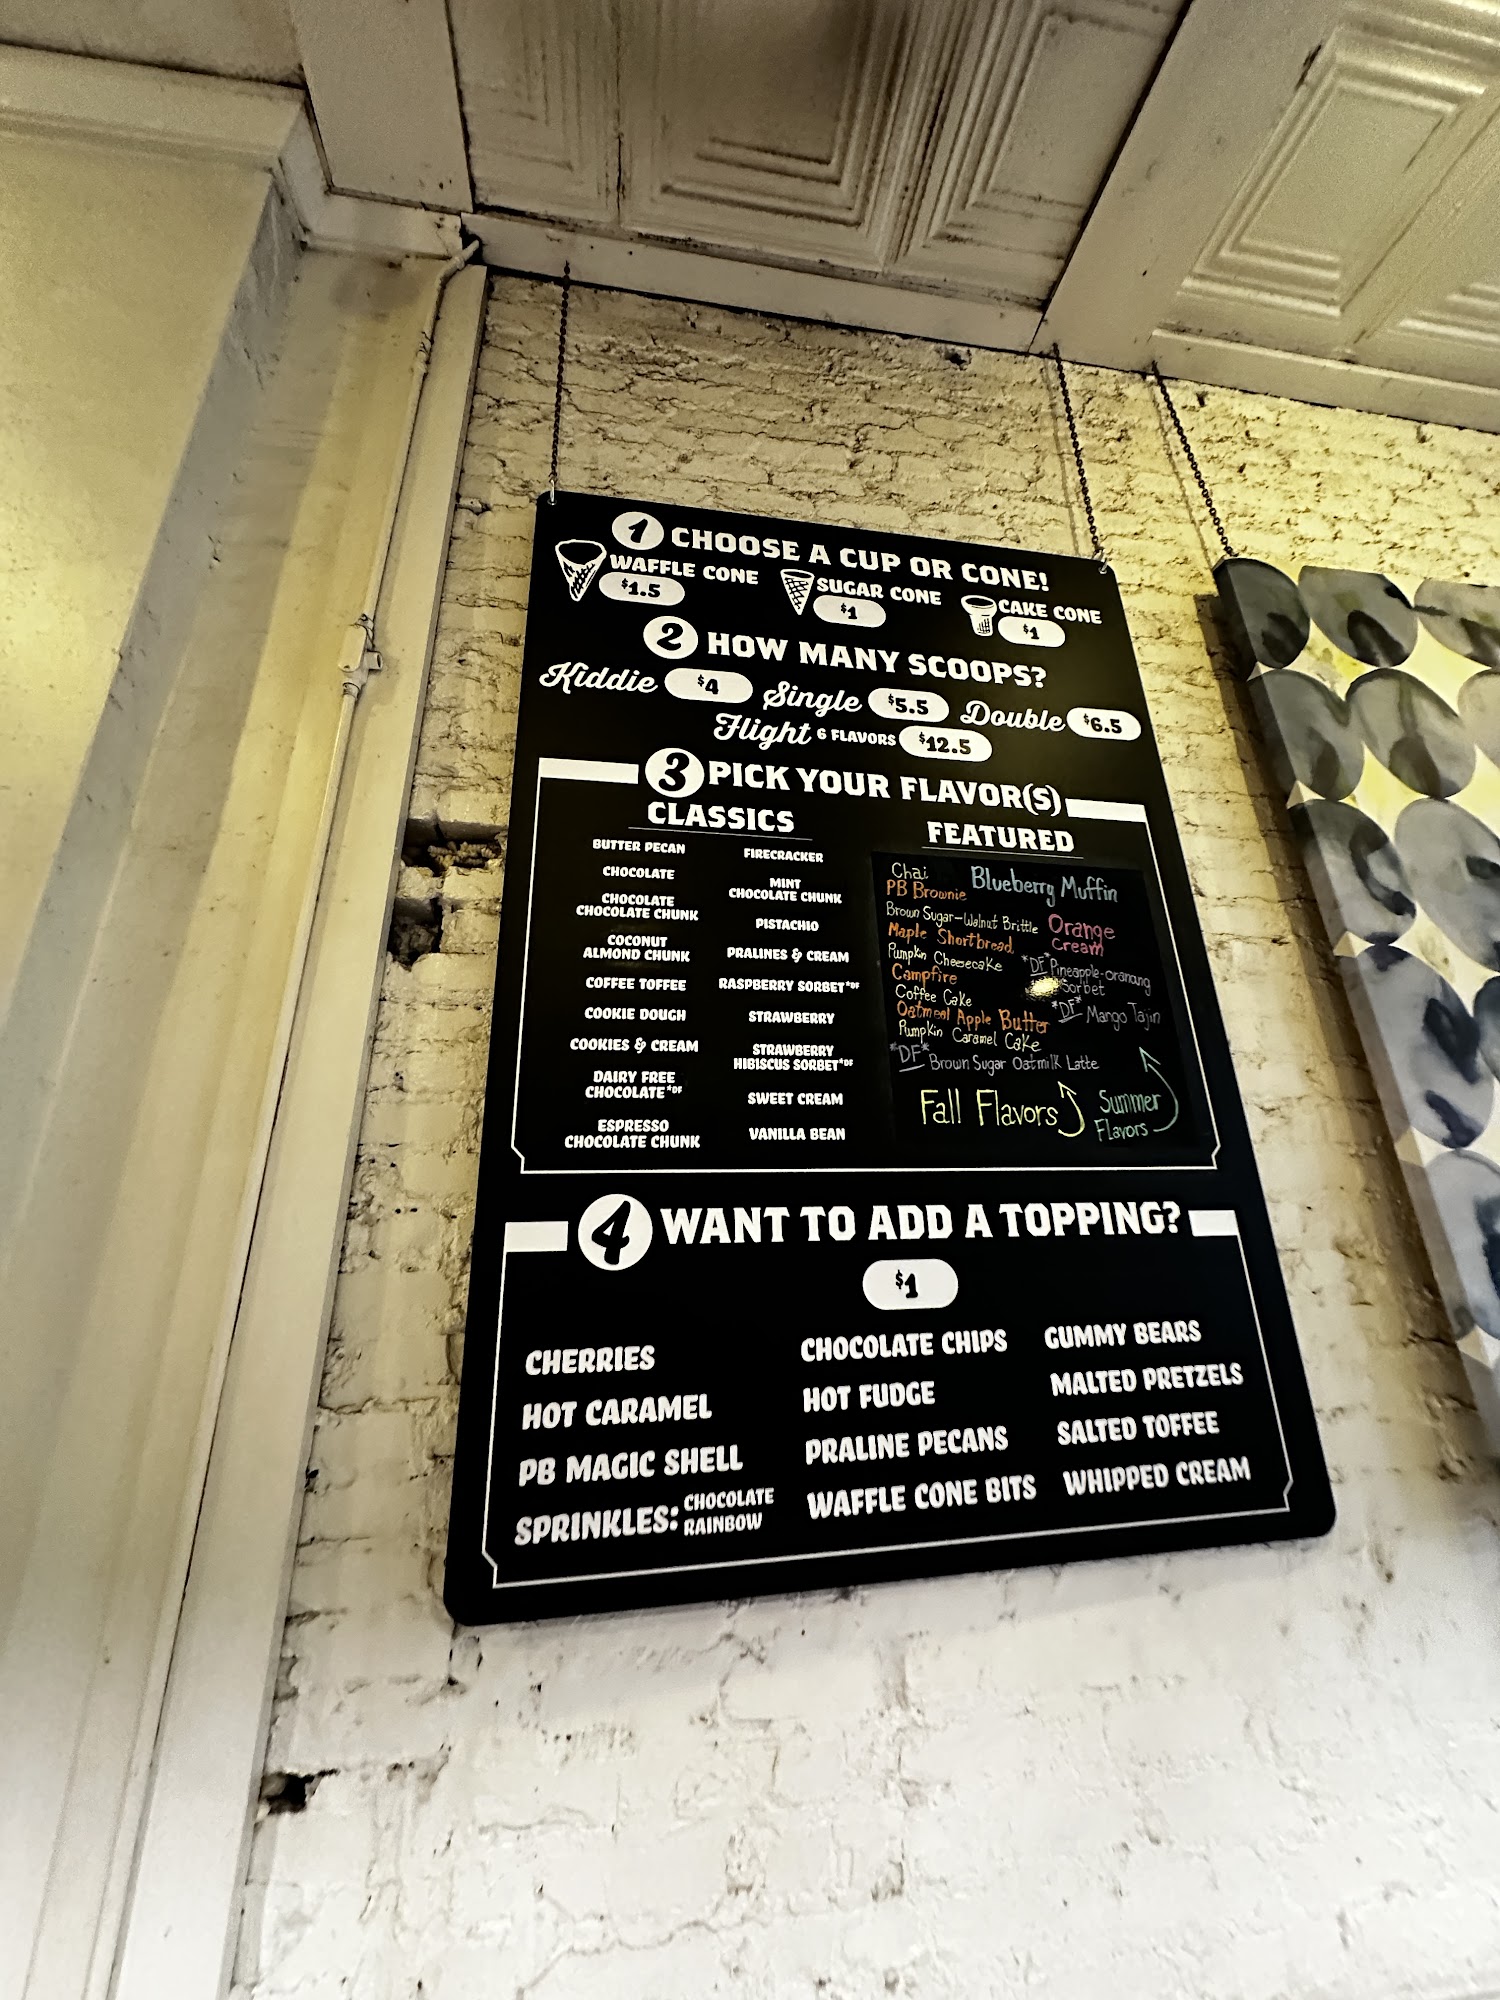 1 CHOOSE A CUP OR CONE!
WAFFLE CONE $1.5
SUGAR CONE $1
CAKE CONE $1
2 HOW MANY SCOOPS?
Kiddie $4 Single $5.5 Double $6.5
Flight 6 FLAVORS $12.5
3 PICK YOUR FLAVOR(S)
CLASSICS
BUTTER PECAN
CHOCOLATE
CHOCOLATE
CHOCOLATE CHUNK
COCONUT
ALMOND CHUNK
COFFEE TOFFEE
COOKIE DOUGH
COOKIES & CREAM
DAIRY FREE
CHOCOLATE*DF
ESPRESSO
CHOCOLATE CHUNK
FIRECRACKER
MINT
CHOCOLATE CHUNK
PISTACHIO
PRALINES & CREAM
RASPBERRY SORBET*DF
STRAWBERRY
STRAWBERRY
HIBISCUS SORBET*DF
SWEET CREAM
VANILLA BEAN
FEATURED
Chai
PB Brownie
Brown Sugar-Walnut Brittle
Maple Shortbread
Pumpkin Cheesecake
Campfire
Coffee Cake
Oatmeal Apple Butter
Pumpkin Caramel Cake
*DF* Brown Sugar Oatmilk Latte
Fall Flavors
Blueberry Muffin
Orange
Cream
*DF* Pineapple-oranang
Sorbet
*DF* Mango Tajin
Summer
Flavors
4 WANT TO ADD A TOPPING?
$1
CHERRIES
HOT CARAMEL
PB MAGIC SHELL
SPRINKLES: CHOCOLATE
RAINBOW
CHOCOLATE CHIPS
HOT FUDGE
PRALINE PECANS
WAFFLE CONE BITS
GUMMY BEARS
MALTED PRETZELS
SALTED TOFFEE
WHIPPED CREAM